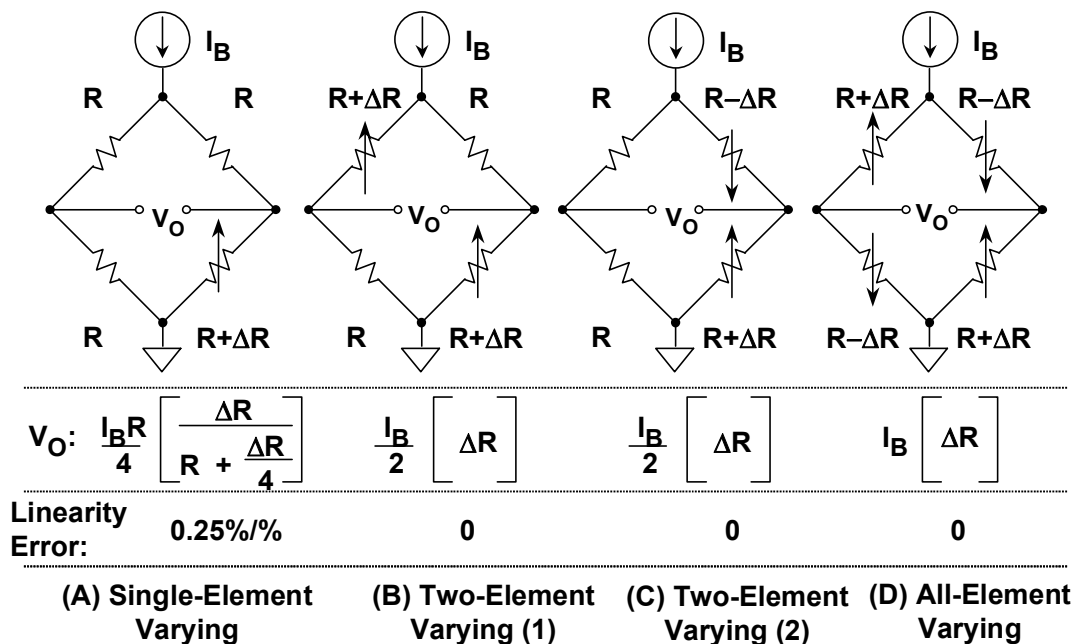 I_B I_B I_B I_B
R R R+ΔR R R R−ΔR R+ΔR R−ΔR
V_O V_O V_O V_O
R R+ΔR R R+ΔR R R+ΔR R−ΔR R+ΔR
V_O: I_B R / 4 [ ΔR / (R + ΔR/4) ] I_B / 2 [ ΔR ] I_B / 2 [ ΔR ] I_B [ ΔR ]
Linearity
Error: 0.25%/% 0 0 0
(A) Single-Element (B) Two-Element (C) Two-Element (D) All-Element
Varying Varying (1) Varying (2) Varying